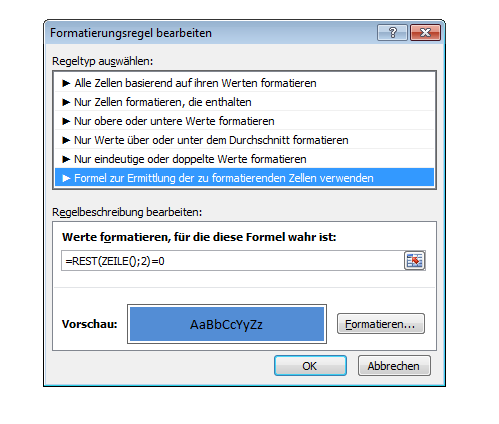 Formatierungsregel bearbeiten
Regeltyp auswählen:
► Alle Zellen basierend auf ihren Werten formatieren
► Nur Zellen formatieren, die enthalten
► Nur obere oder untere Werte formatieren
► Nur Werte über oder unter dem Durchschnitt formatieren
► Nur eindeutige oder doppelte Werte formatieren
► Formel zur Ermittlung der zu formatierenden Zellen verwenden
Regelbeschreibung bearbeiten:
Werte formatieren, für die diese Formel wahr ist:
=REST(ZEILE();2)=0
Vorschau: AaBbCcYyZz Formatieren...
OK Abbrechen